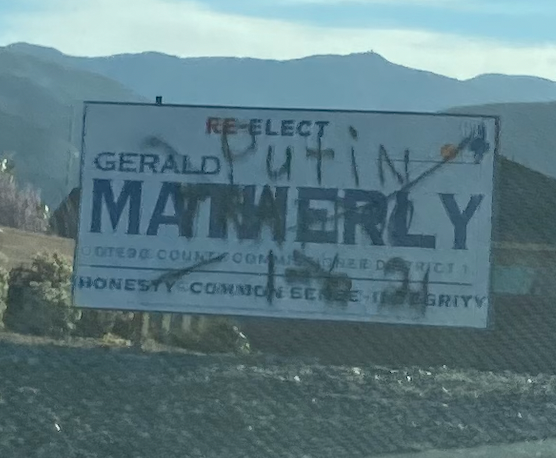 RE-ELECT
Putin
GERALD
MATHERLY
OTERO COUNTY COMMISSIONER DISTRICT 1
HONESTY-COMMON SENSE-INTEGRITY